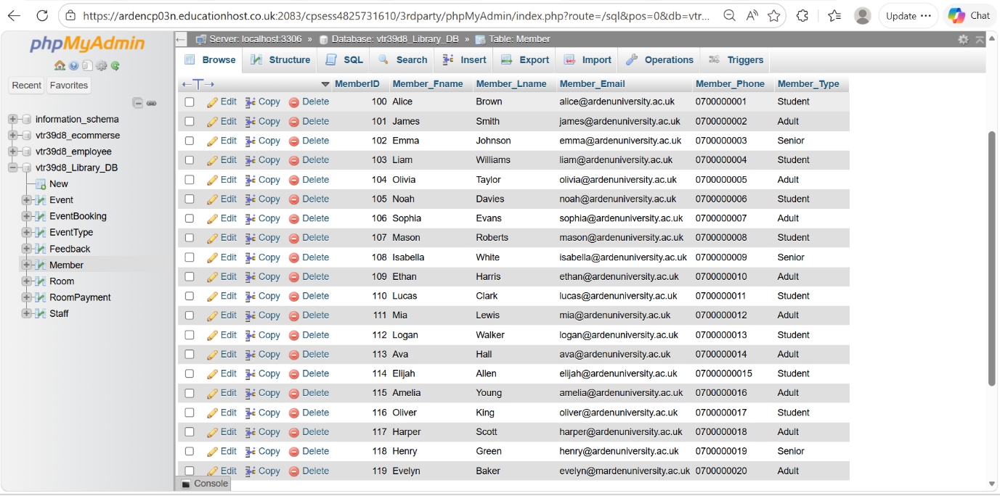 https://ardencp03n.educationhost.co.uk:2083/cpsess4825731610/3rdparty/phpMyAdmin/index.php?route=/sql&pos=0&db=vtr... Update ··· Chat
phpMyAdmin
Recent Favorites
information_schema
vtr39d8_ecommerse
vtr39d8_employee
vtr39d8_Library_DB
New
Event
EventBooking
EventType
Feedback
Member
Room
RoomPayment
Staff
Server: localhost:3306 » Database: vtr39d8_Library_DB » Table: Member
Browse Structure SQL Search Insert Export Import Operations Triggers
←T→ MemberID Member_Fname Member_Lname Member_Email Member_Phone Member_Type
Edit Copy Delete 100 Alice Brown alice@ardenuniversity.ac.uk 0700000001 Student
Edit Copy Delete 101 James Smith james@ardenuniversity.ac.uk 0700000002 Adult
Edit Copy Delete 102 Emma Johnson emma@ardenuniversity.ac.uk 0700000003 Senior
Edit Copy Delete 103 Liam Williams liam@ardenuniversity.ac.uk 0700000004 Student
Edit Copy Delete 104 Olivia Taylor olivia@ardenuniversity.ac.uk 0700000005 Adult
Edit Copy Delete 105 Noah Davies noah@ardenuniversity.ac.uk 0700000006 Student
Edit Copy Delete 106 Sophia Evans sophia@ardenuniversity.ac.uk 0700000007 Adult
Edit Copy Delete 107 Mason Roberts mason@ardenuniversity.ac.uk 0700000008 Student
Edit Copy Delete 108 Isabella White isabella@ardenuniversity.ac.uk 0700000009 Senior
Edit Copy Delete 109 Ethan Harris ethan@ardenuniversity.ac.uk 0700000010 Adult
Edit Copy Delete 110 Lucas Clark lucas@ardenuniversity.ac.uk 0700000011 Student
Edit Copy Delete 111 Mia Lewis mia@ardenuniversity.ac.uk 0700000012 Adult
Edit Copy Delete 112 Logan Walker logan@ardenuniversity.ac.uk 0700000013 Student
Edit Copy Delete 113 Ava Hall ava@ardenuniversity.ac.uk 0700000014 Adult
Edit Copy Delete 114 Elijah Allen elijah@ardenuniversity.ac.uk 07000000015 Student
Edit Copy Delete 115 Amelia Young amelia@ardenuniversity.ac.uk 0700000016 Adult
Edit Copy Delete 116 Oliver King oliver@ardenuniversity.ac.uk 0700000017 Student
Edit Copy Delete 117 Harper Scott harper@ardenuniversity.ac.uk 0700000018 Adult
Edit Copy Delete 118 Henry Green henry@ardenuniversity.ac.uk 0700000019 Senior
Edit Copy Delete 119 Evelyn Baker evelyn@mardenuniversity.ac.uk 0700000020 Adult
Console